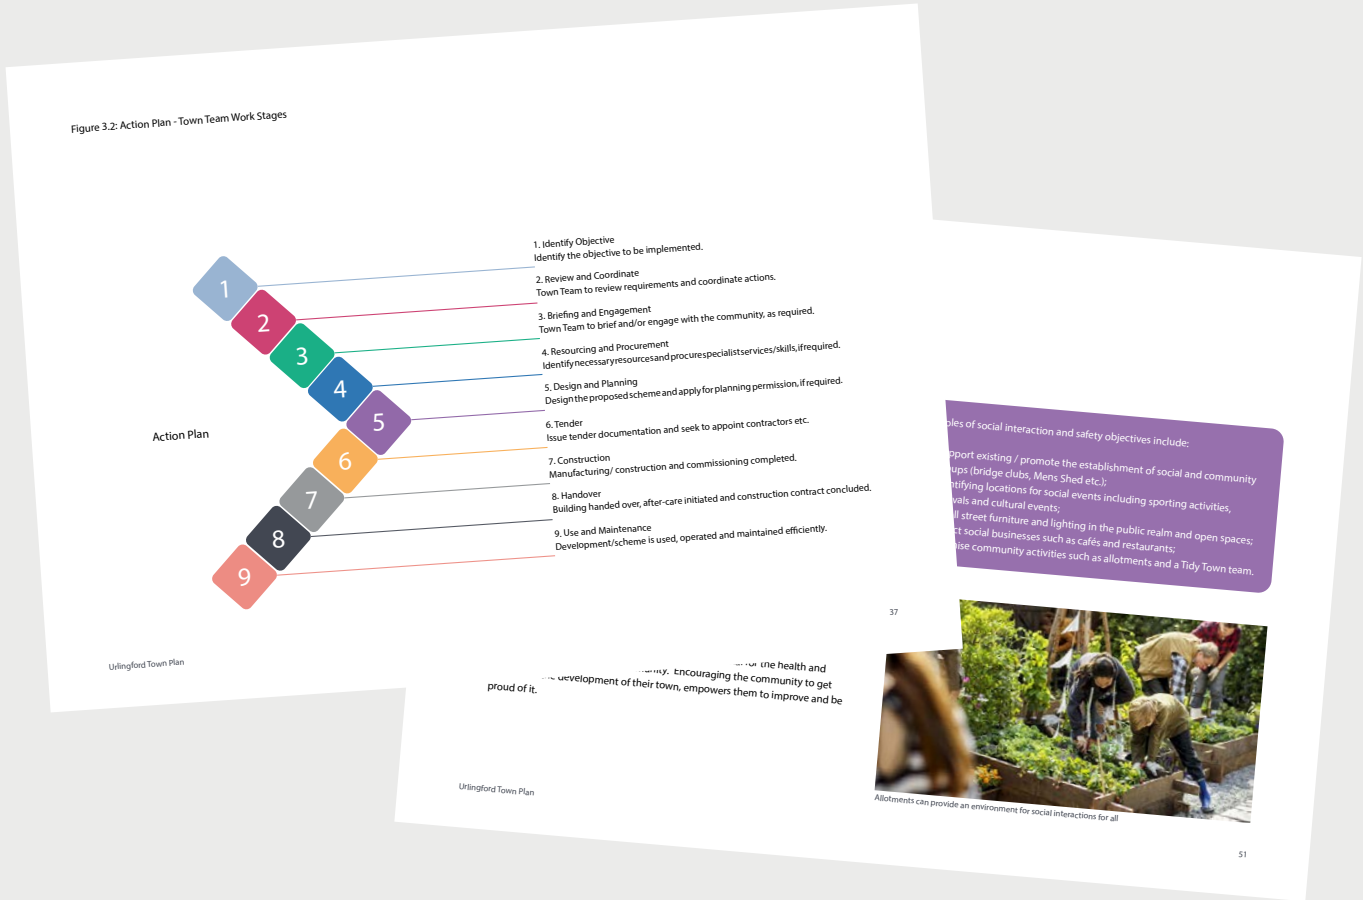 Figure 3.2: Action Plan - Town Team Work Stages
1
2
3
4
5
6
7
8
9
Action Plan
1. Identify Objective
Identify the objective to be implemented.
2. Review and Coordinate
Town Team to review requirements and coordinate actions.
3. Briefing and Engagement
Town Team to brief and/or engage with the community, as required.
4. Resourcing and Procurement
Identify necessary resources and procure specialist services/skills, if required.
5. Design and Planning
Design the proposed scheme and apply for planning permission, if required.
6. Tender
Issue tender documentation and seek to appoint contractors etc.
7. Construction
Manufacturing/ construction and commissioning completed.
8. Handover
Building handed over, after-care initiated and construction contract concluded.
9. Use and Maintenance
Development/scheme is used, operated and maintained efficiently.
Urlingford Town Plan
37
of social interaction and safety objectives include:
existing / promote the establishment of social and community
(bridge clubs, Mens Shed etc.);
locations for social events including sporting activities,
and cultural events;
street furniture and lighting in the public realm and open spaces;
social businesses such as cafés and restaurants;
community activities such as allotments and a Tidy Town team.
the health and
Encouraging the community to get
development of their town, empowers them to improve and be
proud of it.
Urlingford Town Plan
Allotments can provide an environment for social interactions for all
51